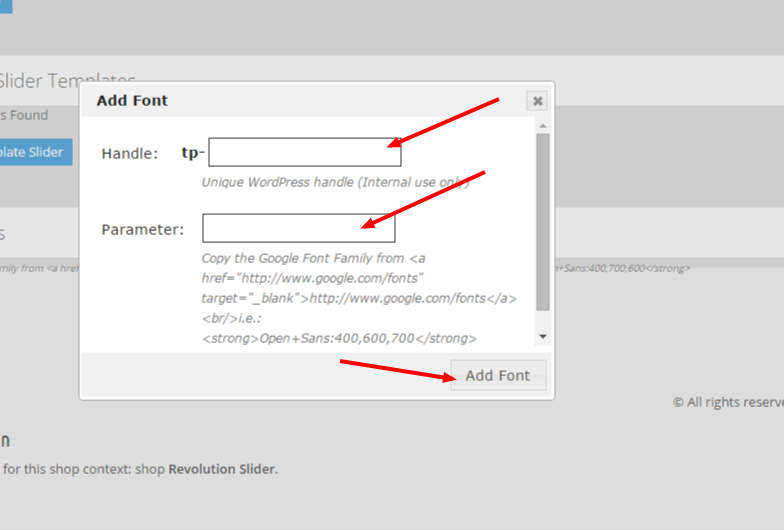 Slider Templates
Add Font
s Found
Handle: tp-
late Slider
Unique WordPress handle (Internal use only)
s
Parameter:
Copy the Google Font Family from <a
mily from <a href
href="http://www.google.com/fonts"
n+Sans:400,700,600</strong>
target="_blank">http://www.google.com/fonts</a>
<br/>i.e.:
<strong>Open+Sans:400,600,700</strong>
Add Font
© All rights reserve
n
for this shop context: shop Revolution Slider.